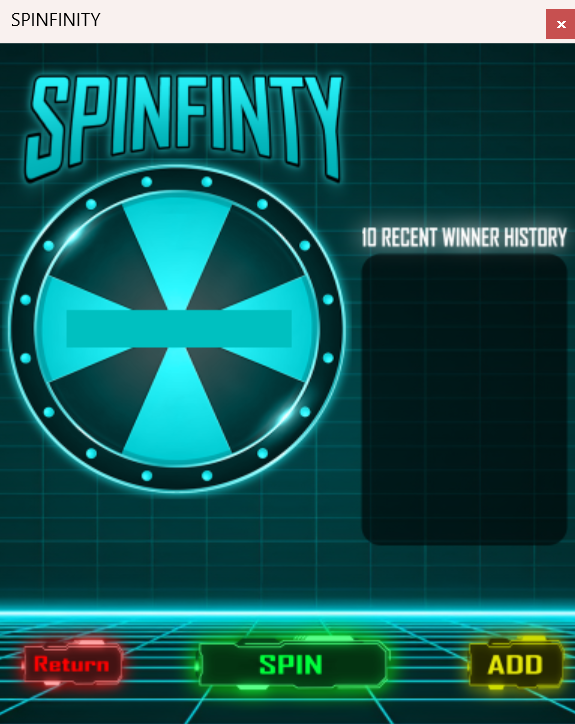 SPINFINITY
SPINFINTY
10 RECENT WINNER HISTORY
Return
SPIN
ADD